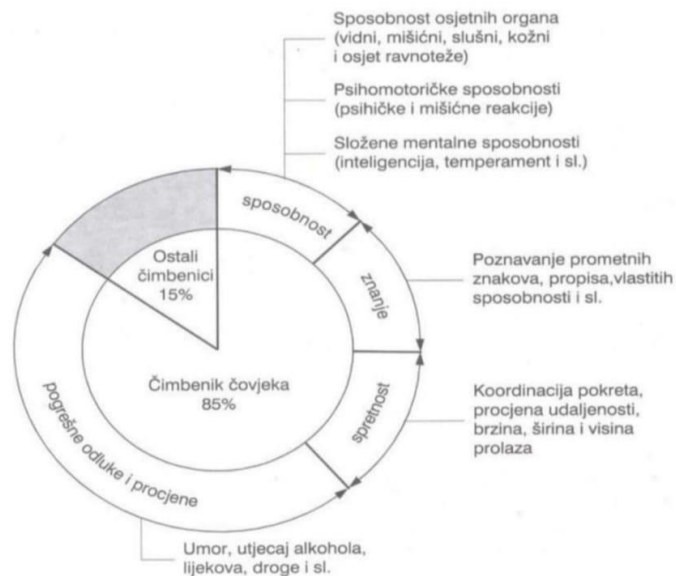 Sposobnost osjetnih organa
(vidni, mišićni, slušni, kožni
i osjet ravnoteže)
Psihomotoričke sposobnosti
(psihičke i mišićne reakcije)
Složene mentalne sposobnosti
(inteligencija, temperament i sl.)
sposobnost
Ostali
čimbenici
15%
znanje
Poznavanje prometnih
znakova, propisa,vlastitih
sposobnosti i sl.
Čimbenik čovjeka
85%
spretnost
Koordinacija pokreta,
procjena udaljenosti,
brzina, širina i visina
prolaza
pogrešne odluke i procjene
Umor, utjecaj alkohola,
lijekova, droge i sl.